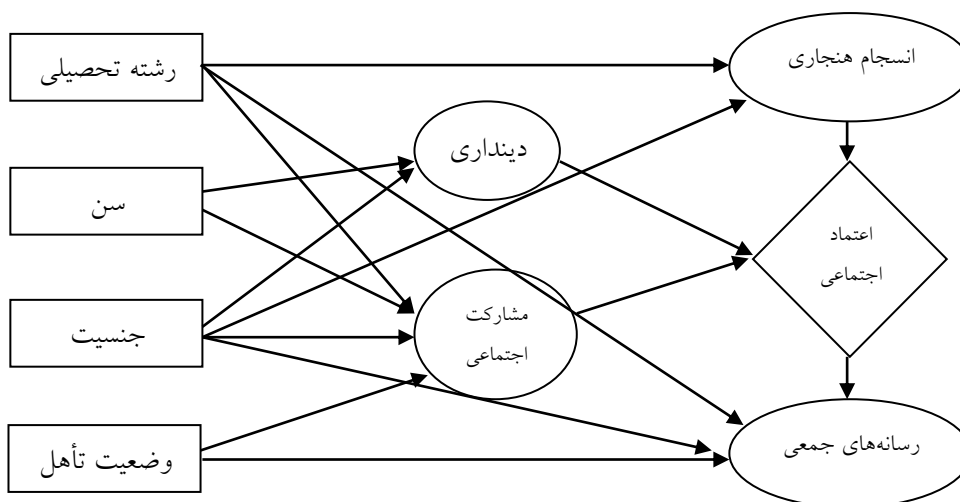 رشته تحصیلی
انسجام هنجاری
دینداری
سن
اعتماد
اجتماعی
مشارکت
اجتماعی
جنسیت
رسانه‌های جمعی
وضعیت تأهل